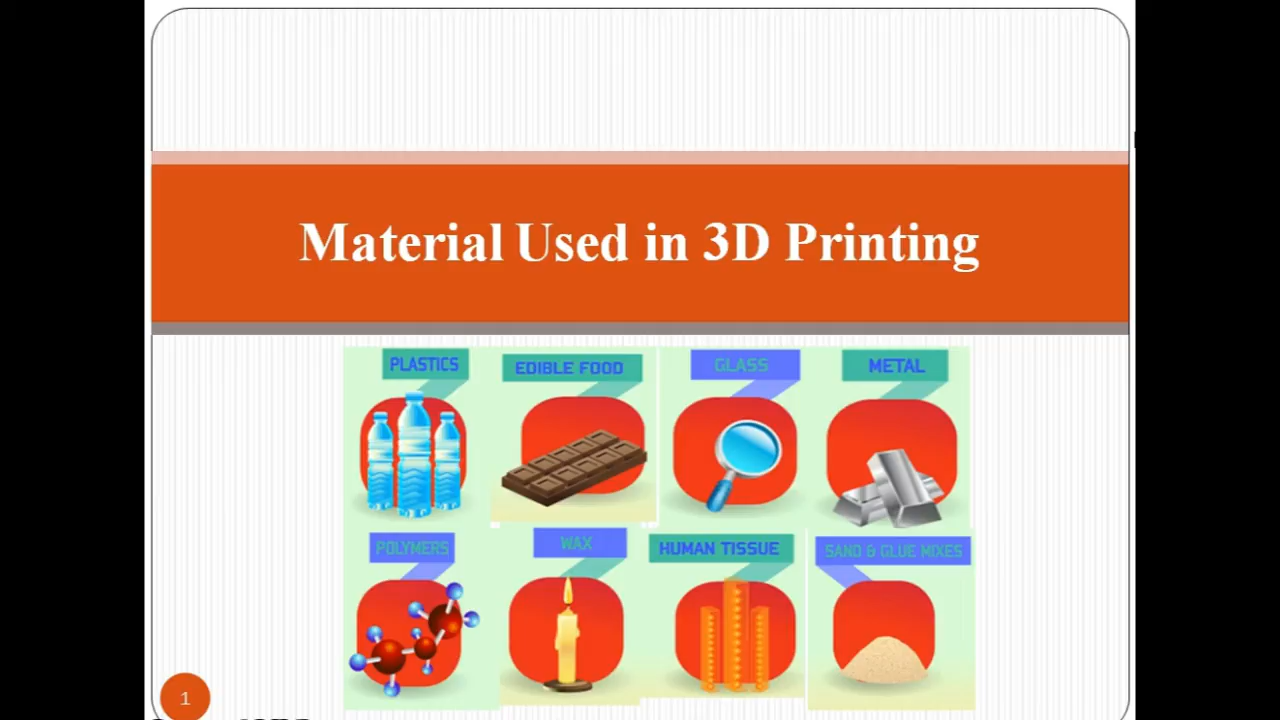 Material Used in 3D Printing
PLASTICS
EDIBLE FOOD
GLASS
METAL
POLYMERS
WAX
HUMAN TISSUE
SAND & GLUE MIXES
1